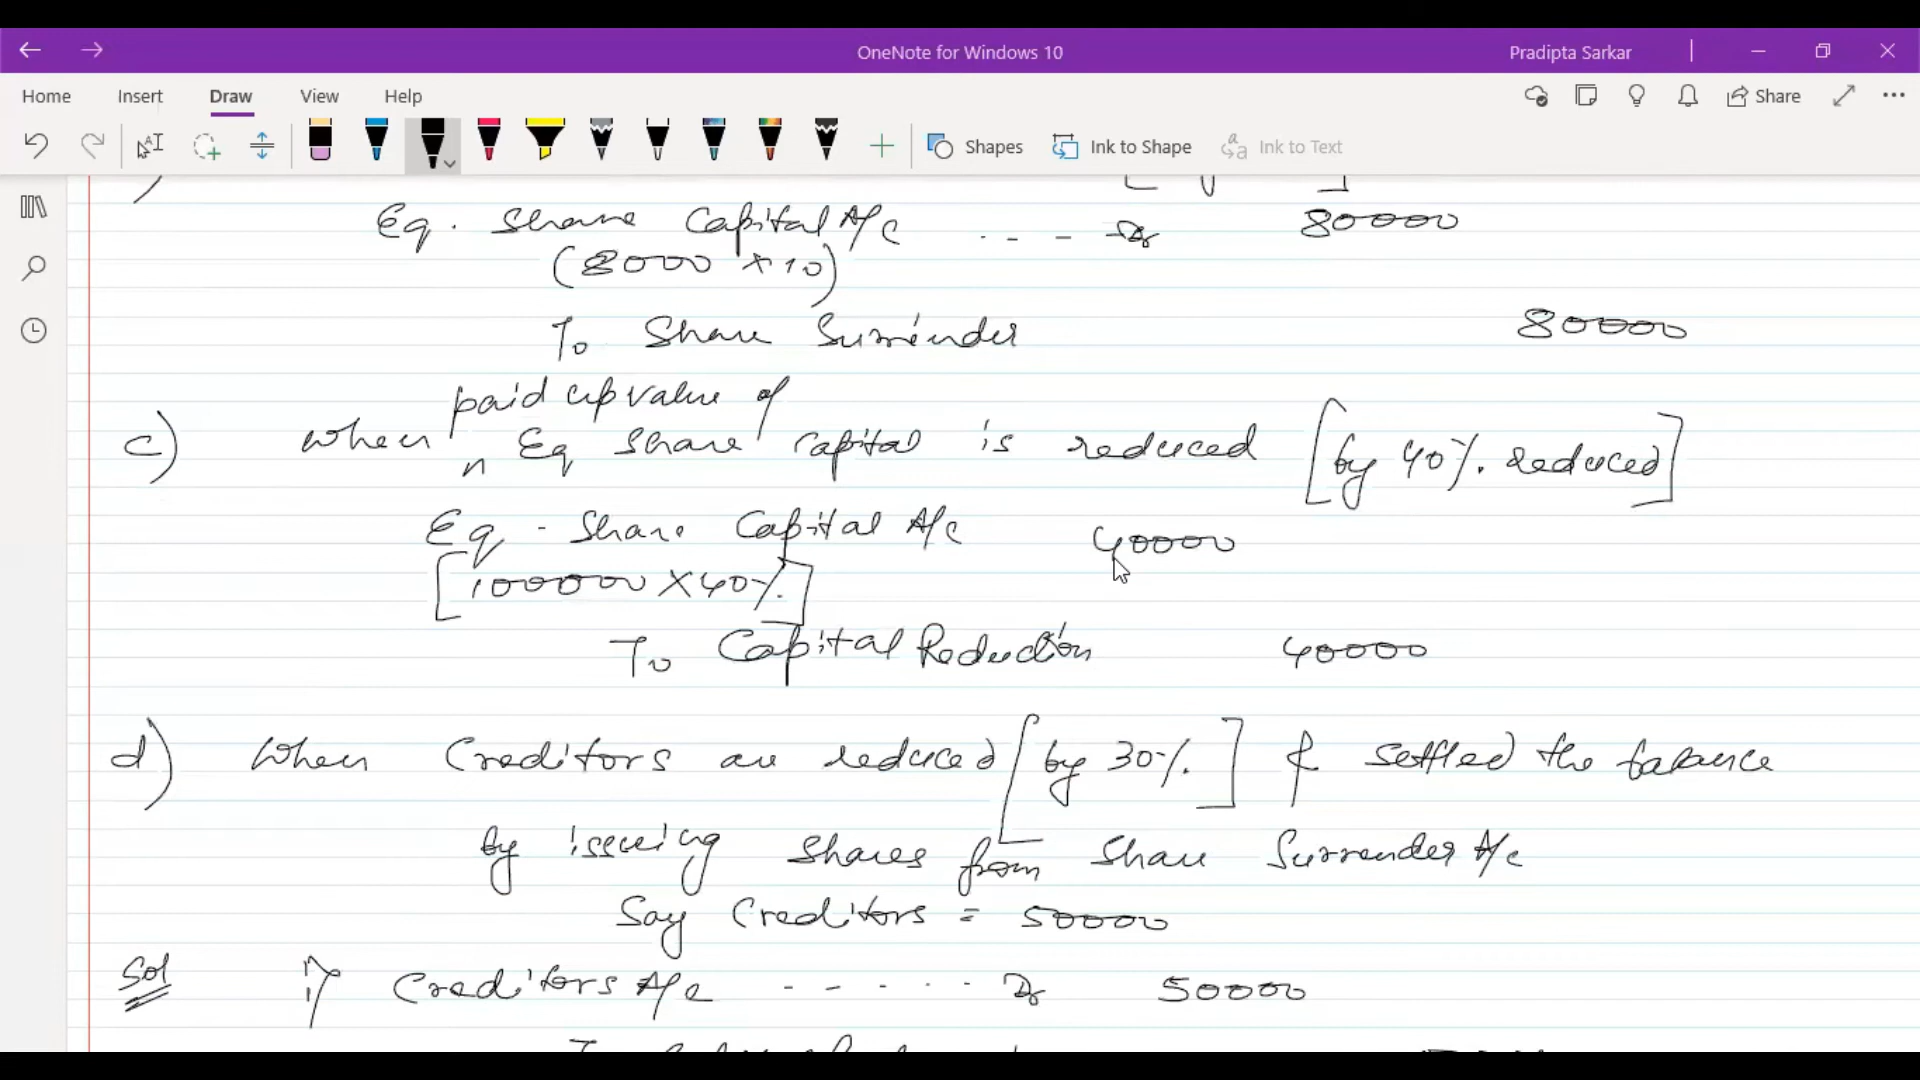 OneNote for Windows 10
Pradipta Sarkar
Home Insert Draw View Help
Share
Shapes Ink to Shape Ink to Text
Eq. Share Capital A/c .. - - Dr 80000
(8000 x 10)
To Share Surrender 80000
paid up value of
c) When Eq Share Capital is reduced [by 40%. reduced]
Eq - Share Capital A/c 40000
[100000 X 40%.]
To Capital Reduction 40000
d) When Creditors are reduced [by 30%.] & settled the balance
by issueing Shares from Share Surrender A/c
Say Creditors = 50000
Sol i) Creditors A/c - - - - - - Dr 50000